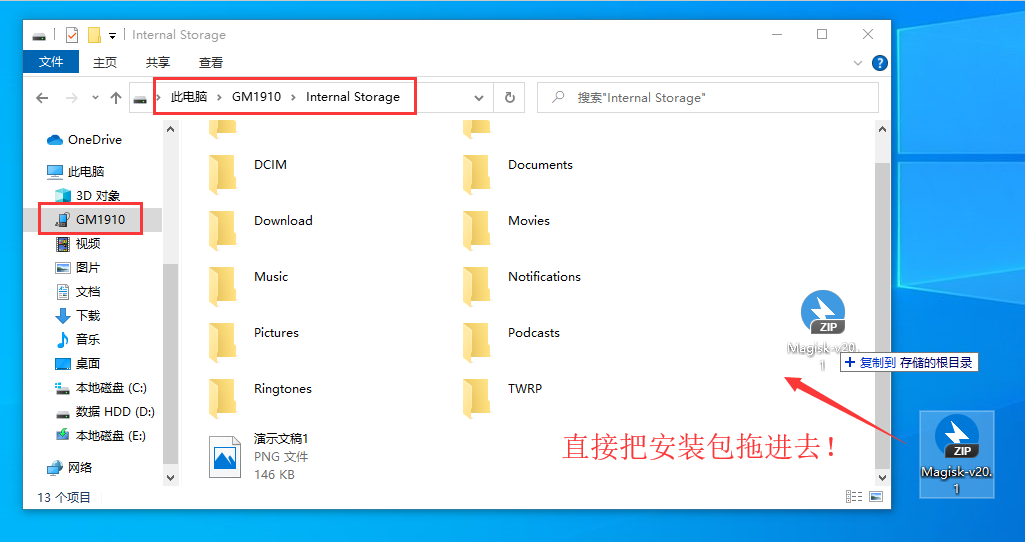 Internal Storage
文件 主页 共享 查看
此电脑 GM1910 Internal Storage
搜索"Internal Storage"
OneDrive
此电脑
3D 对象
GM1910
视频
图片
文档
下载
音乐
桌面
本地磁盘 (C:)
数据 HDD (D:)
本地磁盘 (E:)
网络
DCIM
Documents
Download
Movies
Music
Notifications
Pictures
Podcasts
Ringtones
TWRP
演示文稿1
PNG 文件
146 KB
ZIP
Magisk-v20.
1
复制到 存储的根目录
直接把安装包拖进去!
ZIP
Magisk-v20.
1
13 个项目